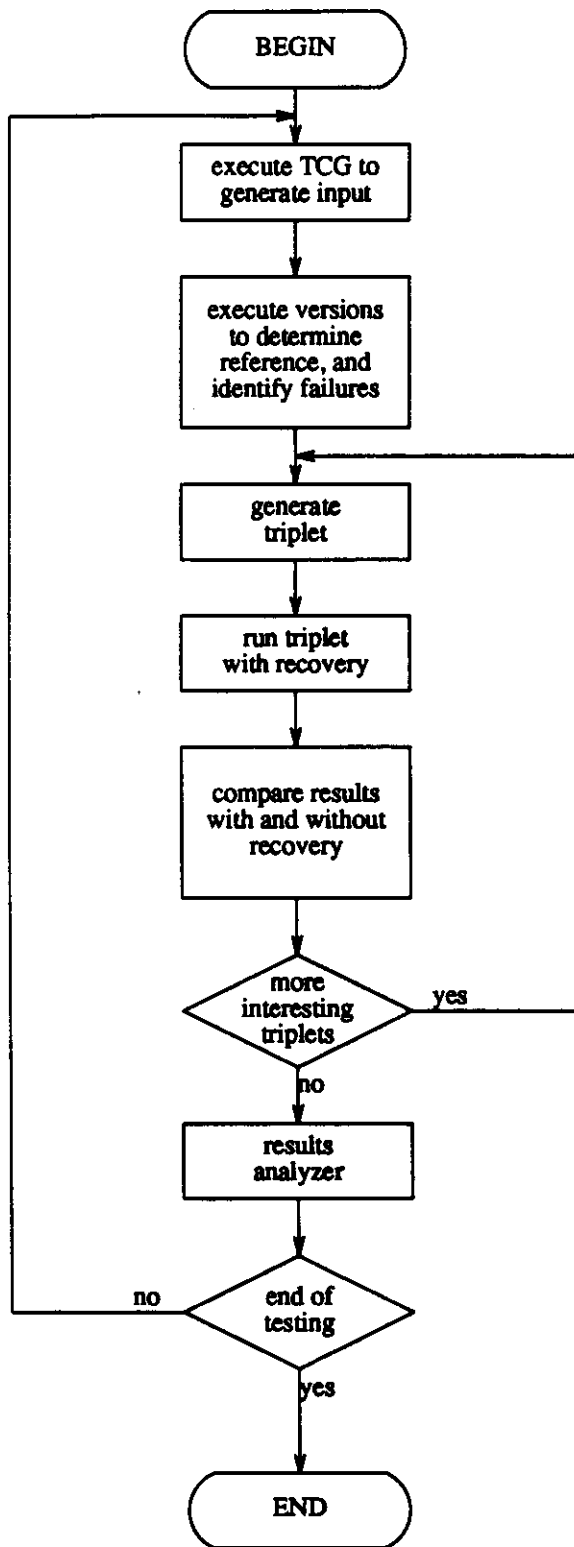 BEGIN
execute TCG to
generate input
execute versions
to determine
reference, and
identify failures
generate
triplet
run triplet
with recovery
compare results
with and without
recovery
more
interesting
triplets
yes
no
results
analyzer
no
end of
testing
yes
END